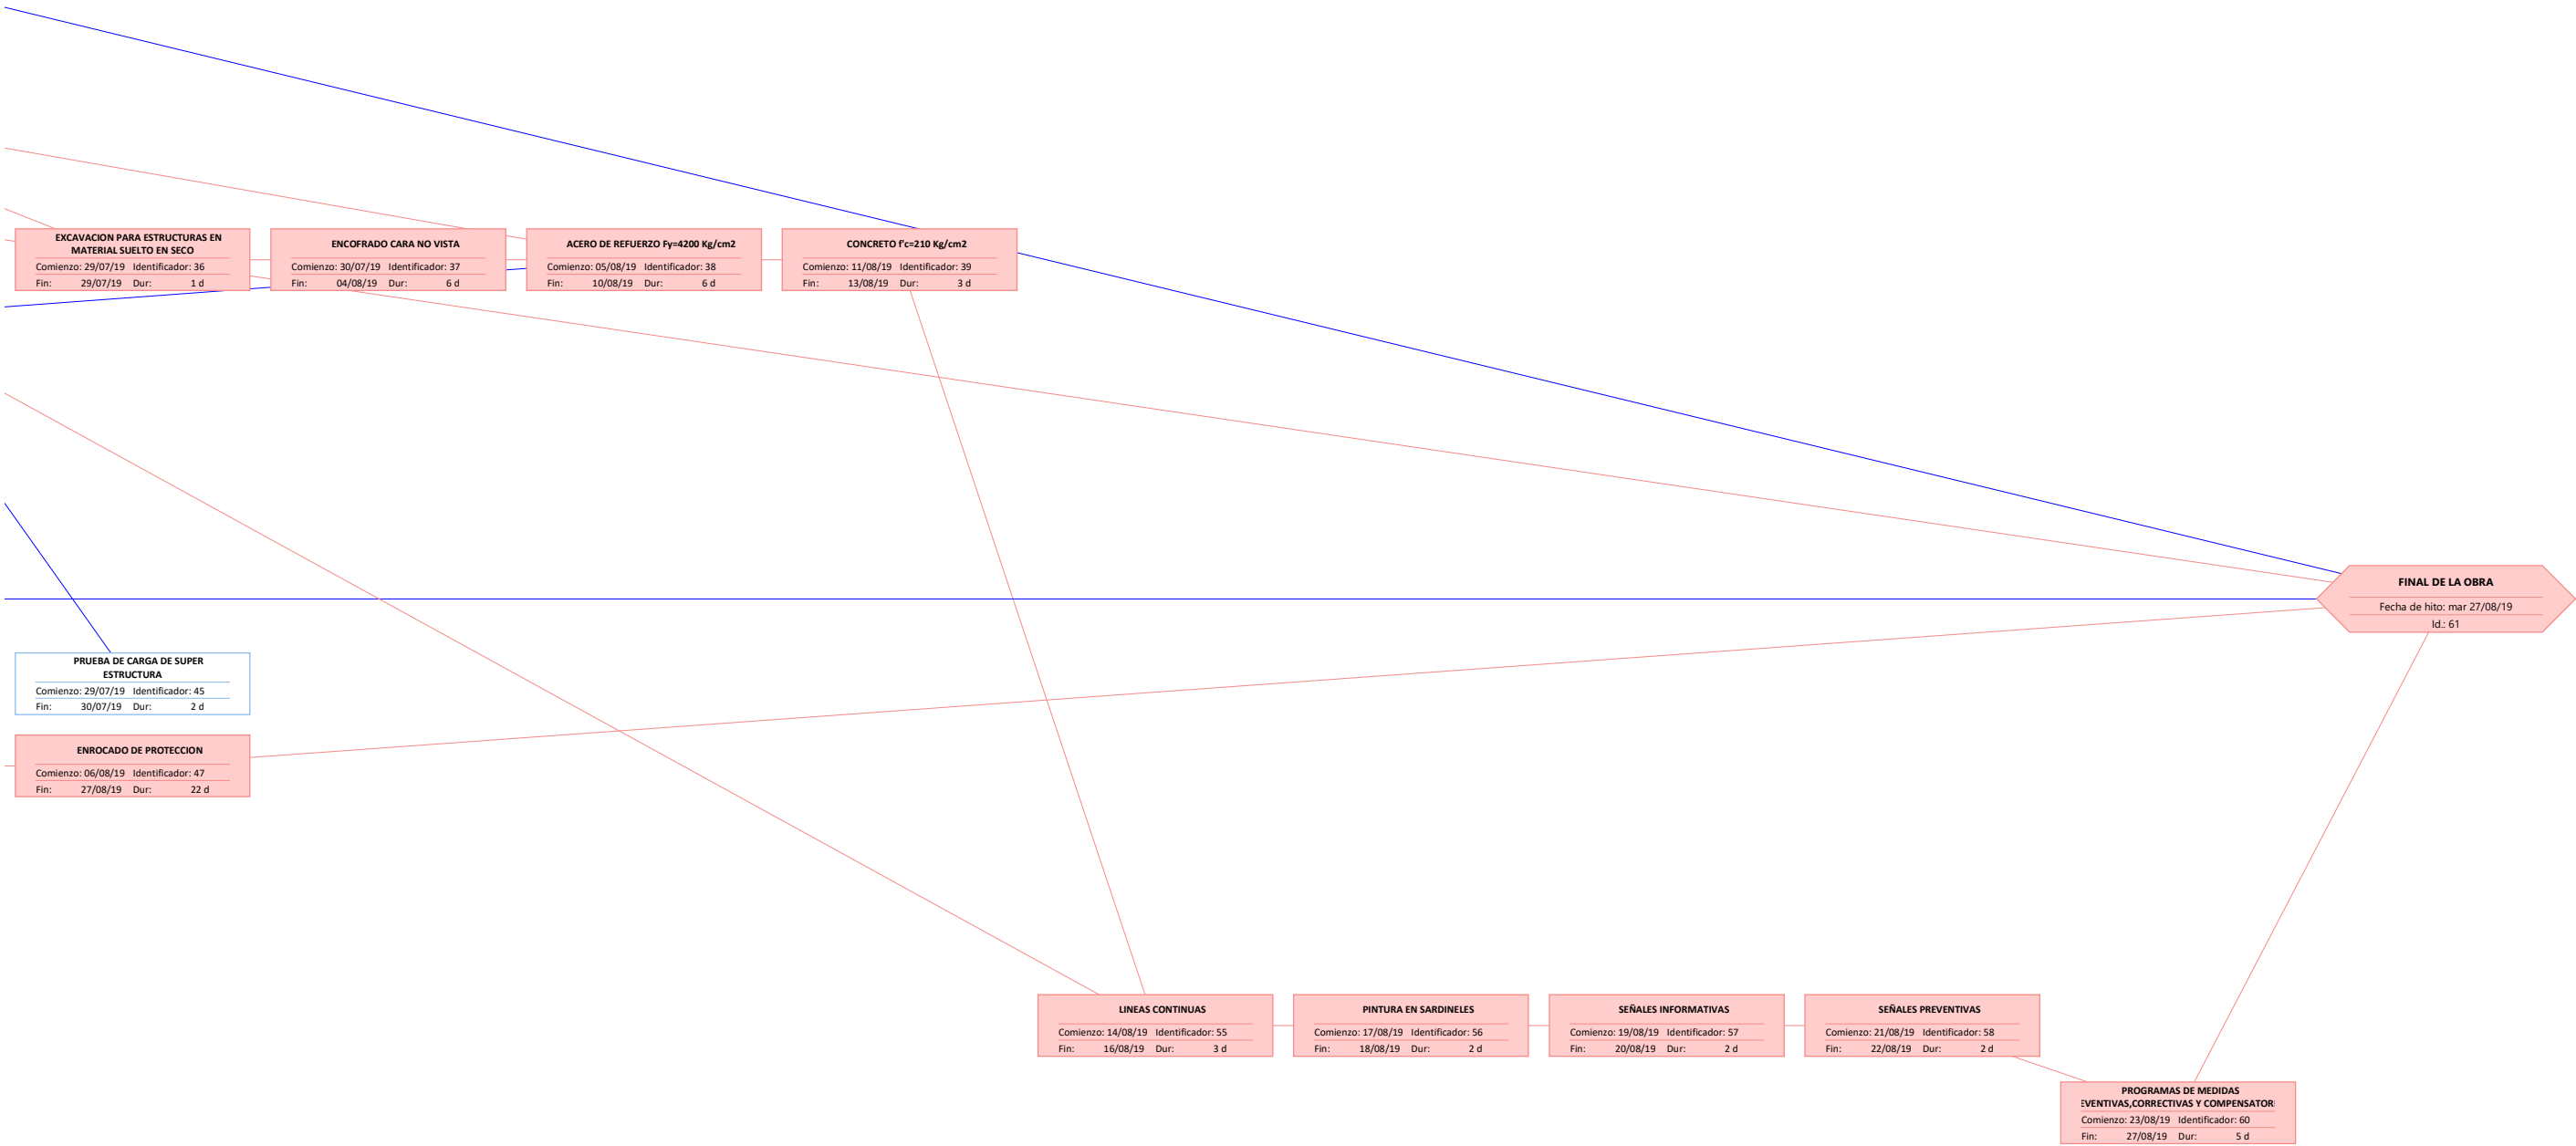 EXCAVACION PARA ESTRUCTURAS EN
MATERIAL SUELTO EN SECO
Comienzo: 29/07/19 Identificador: 36
Fin: 29/07/19 Dur: 1 d
ENCOFRADO CARA NO VISTA
Comienzo: 30/07/19 Identificador: 37
Fin: 04/08/19 Dur: 6 d
ACERO DE REFUERZO Fy=4200 Kg/cm2
Comienzo: 05/08/19 Identificador: 38
Fin: 10/08/19 Dur: 6 d
CONCRETO f'c=210 Kg/cm2
Comienzo: 11/08/19 Identificador: 39
Fin: 13/08/19 Dur: 3 d
FINAL DE LA OBRA
Fecha de hito: mar 27/08/19
Id.: 61
PRUEBA DE CARGA DE SUPER
ESTRUCTURA
Comienzo: 29/07/19 Identificador: 45
Fin: 30/07/19 Dur: 2 d
ENROCADO DE PROTECCION
Comienzo: 06/08/19 Identificador: 47
Fin: 27/08/19 Dur: 22 d
LINEAS CONTINUAS
Comienzo: 14/08/19 Identificador: 55
Fin: 16/08/19 Dur: 3 d
PINTURA EN SARDINELES
Comienzo: 17/08/19 Identificador: 56
Fin: 18/08/19 Dur: 2 d
SEÑALES INFORMATIVAS
Comienzo: 19/08/19 Identificador: 57
Fin: 20/08/19 Dur: 2 d
SEÑALES PREVENTIVAS
Comienzo: 21/08/19 Identificador: 58
Fin: 22/08/19 Dur: 2 d
PROGRAMAS DE MEDIDAS
EVENTIVAS,CORRECTIVAS Y COMPENSATORI
Comienzo: 23/08/19 Identificador: 60
Fin: 27/08/19 Dur: 5 d